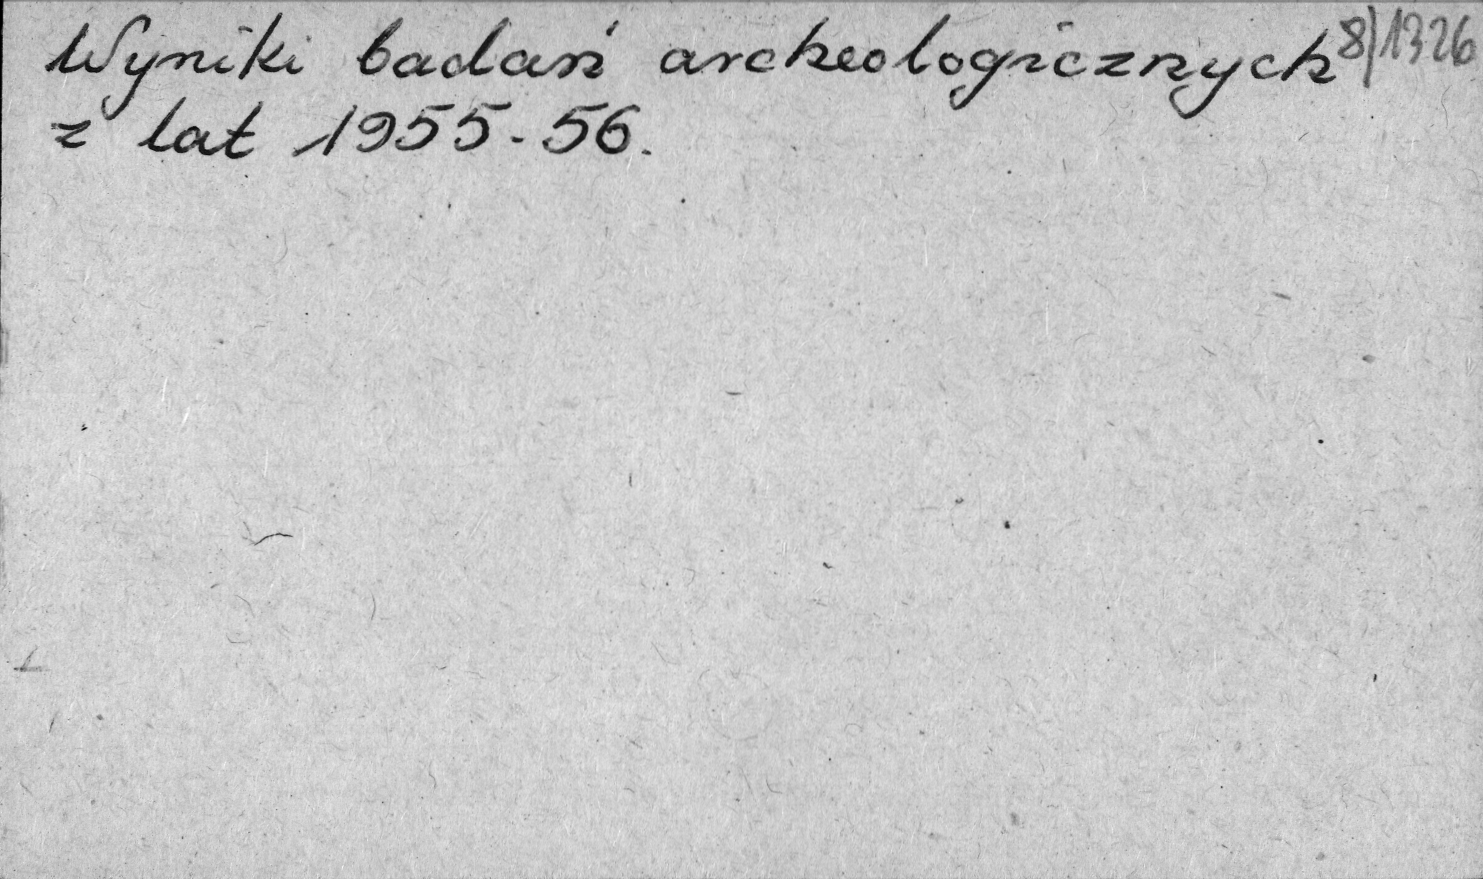 Wyniki badań archeologicznych 8/1326
z lat 1955-56.